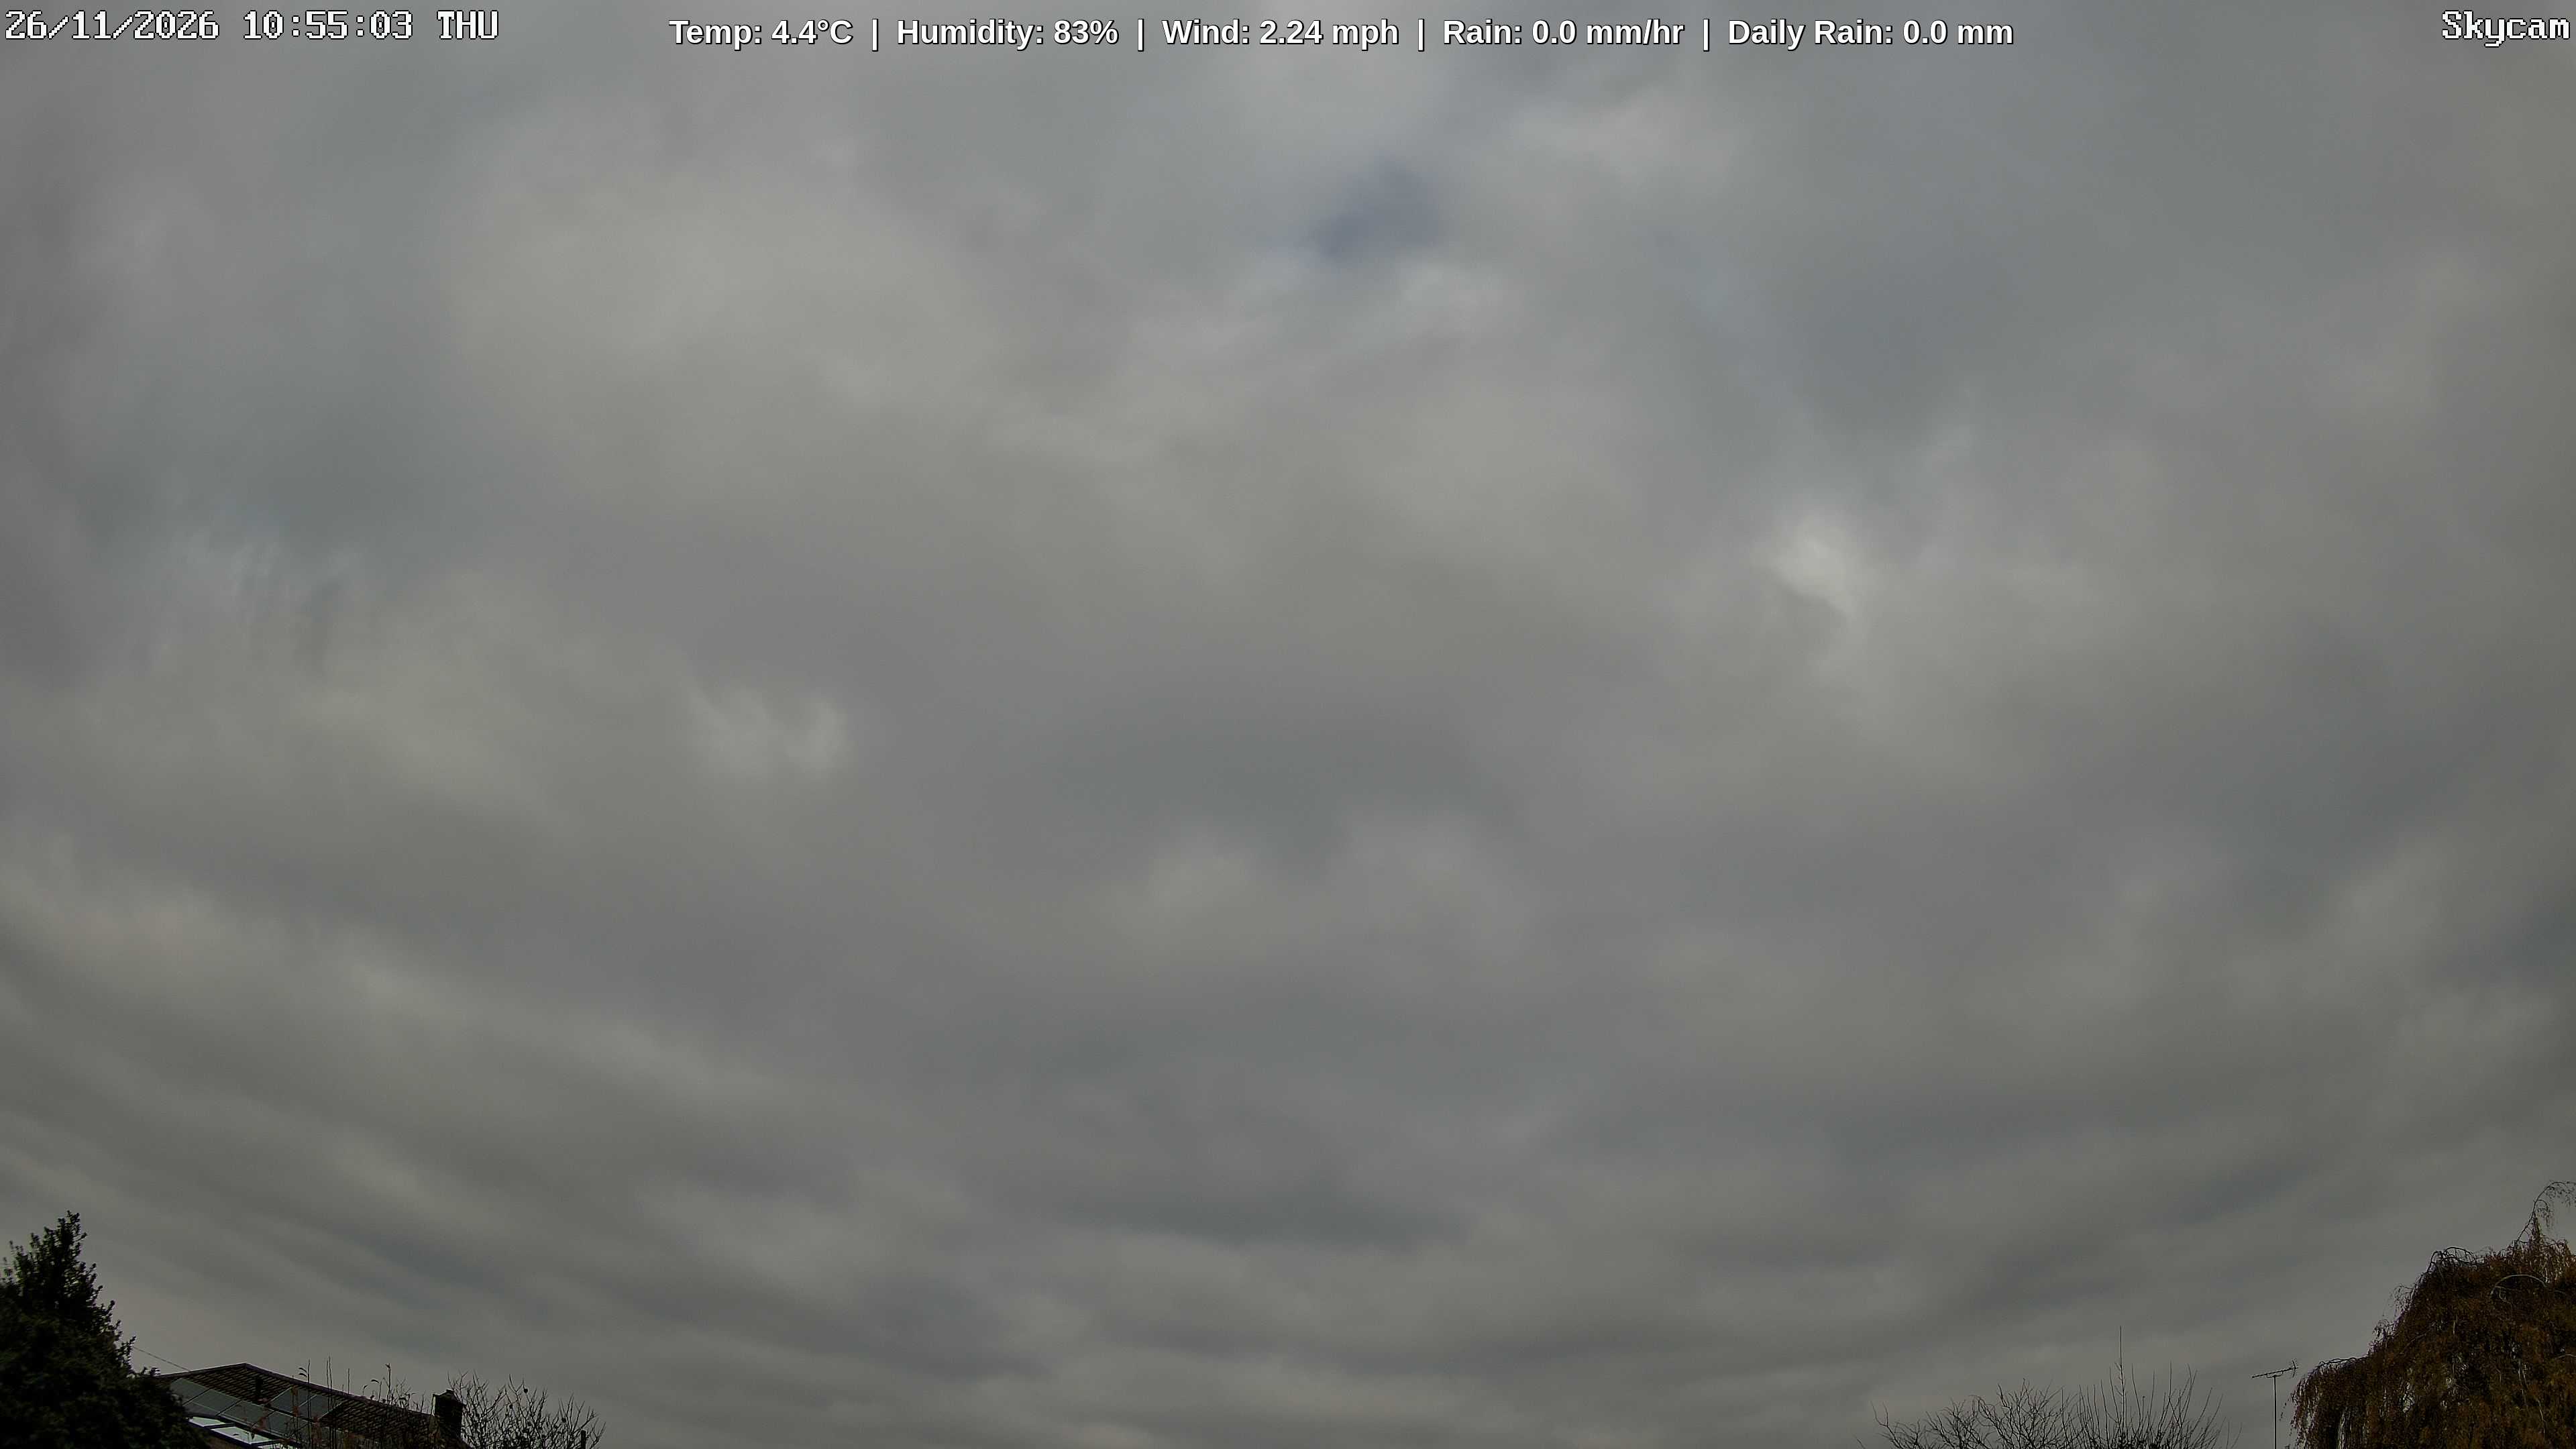 26/11/2026 10:55:03 THU
Temp: 4.4°C | Humidity: 83% | Wind: 2.24 mph | Rain: 0.0 mm/hr | Daily Rain: 0.0 mm
Skycam